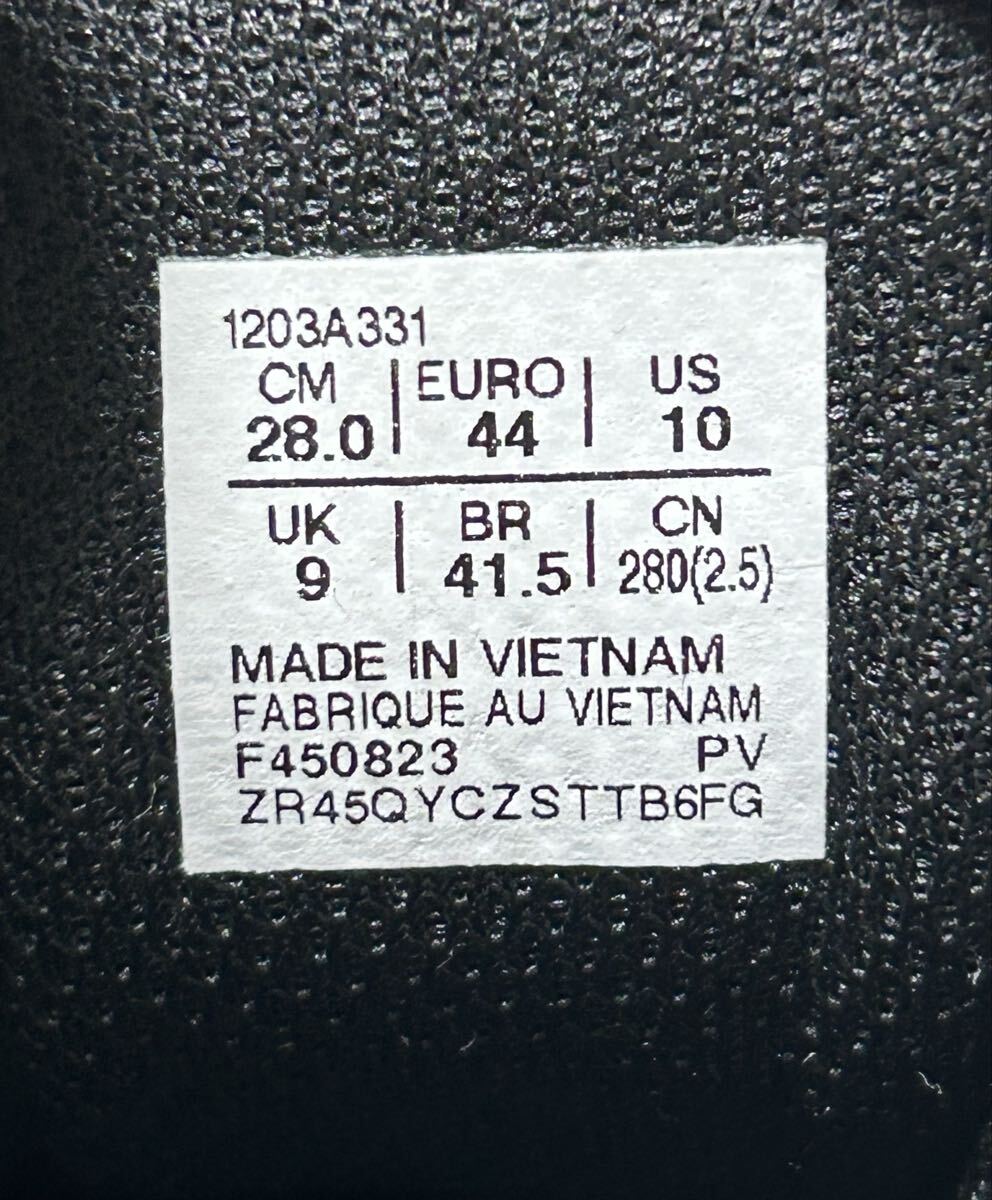 1203A331
CM | EURO | US
28.0 | 44 | 10
UK | BR | CN
9 | 41.5 | 280(2.5)
MADE IN VIETNAM
FABRIQUE AU VIETNAM
F450823 PV
ZR45QYCZSTTB6FG